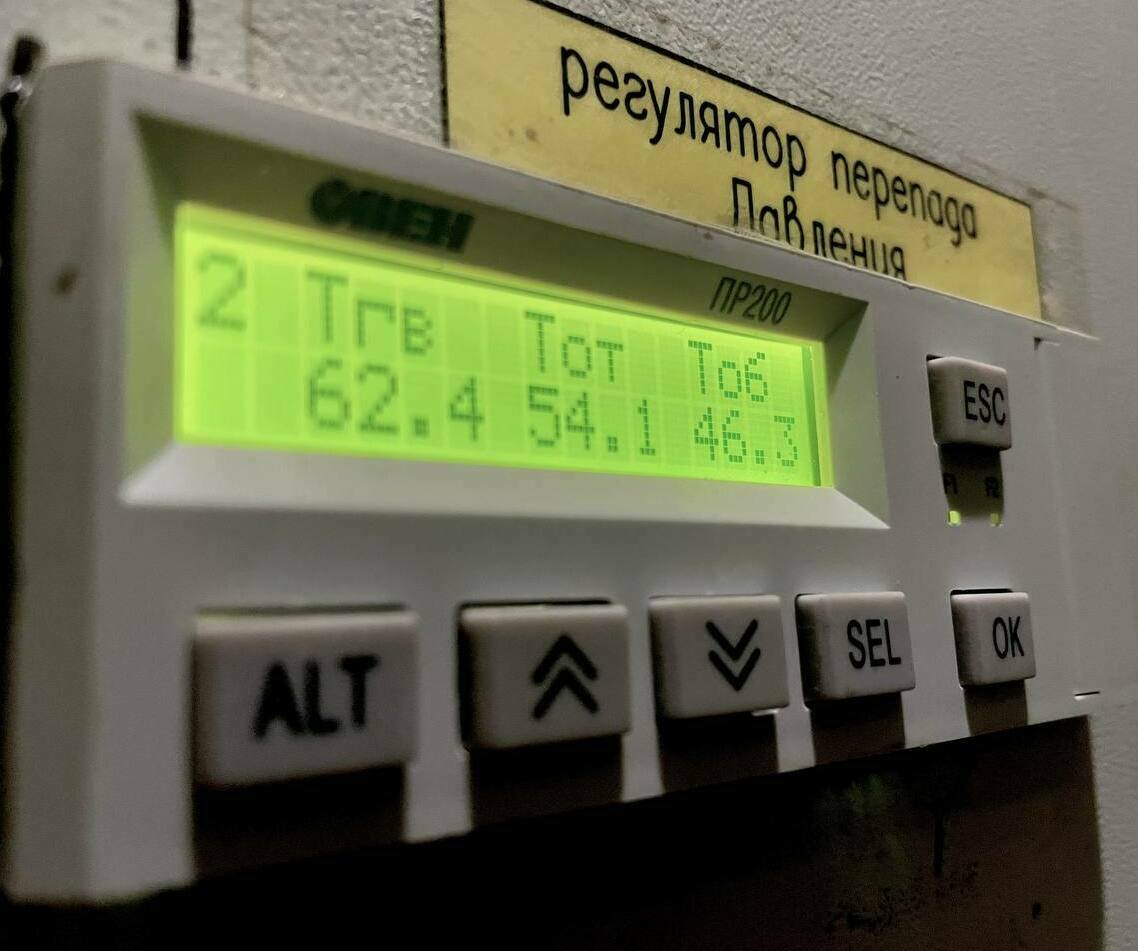 регулятор перепада
Давления
ОВЕН
ПР200
2 Тгв Тот Тоб
62.4 54.1 46.3
ESC
F1 F2
ALT
SEL
OK